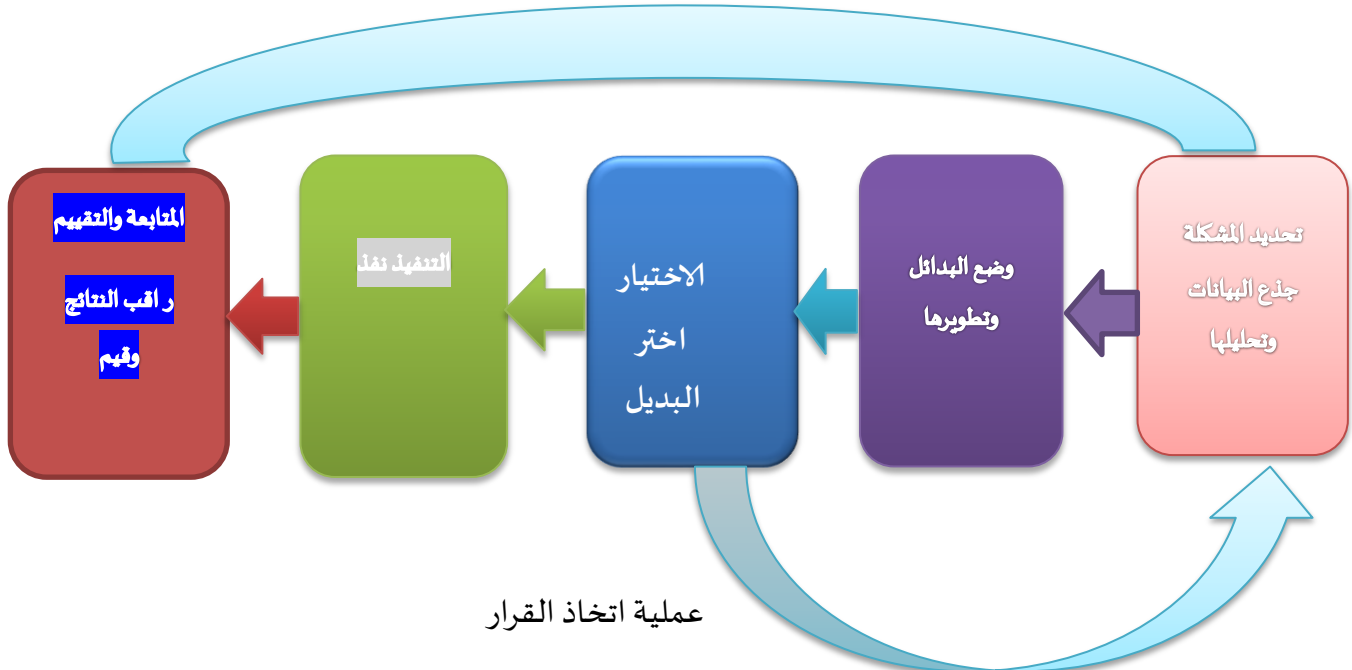 تحديد المشكلة
جذع البيانات
وتحليلها
وضع البدائل
وتطويرها
الاختيار
اختر
البديل
التنفيذ نفذ
المتابعة والتقييم
ر اقب النتائج
وقيم
عملية اتخاذ القرار